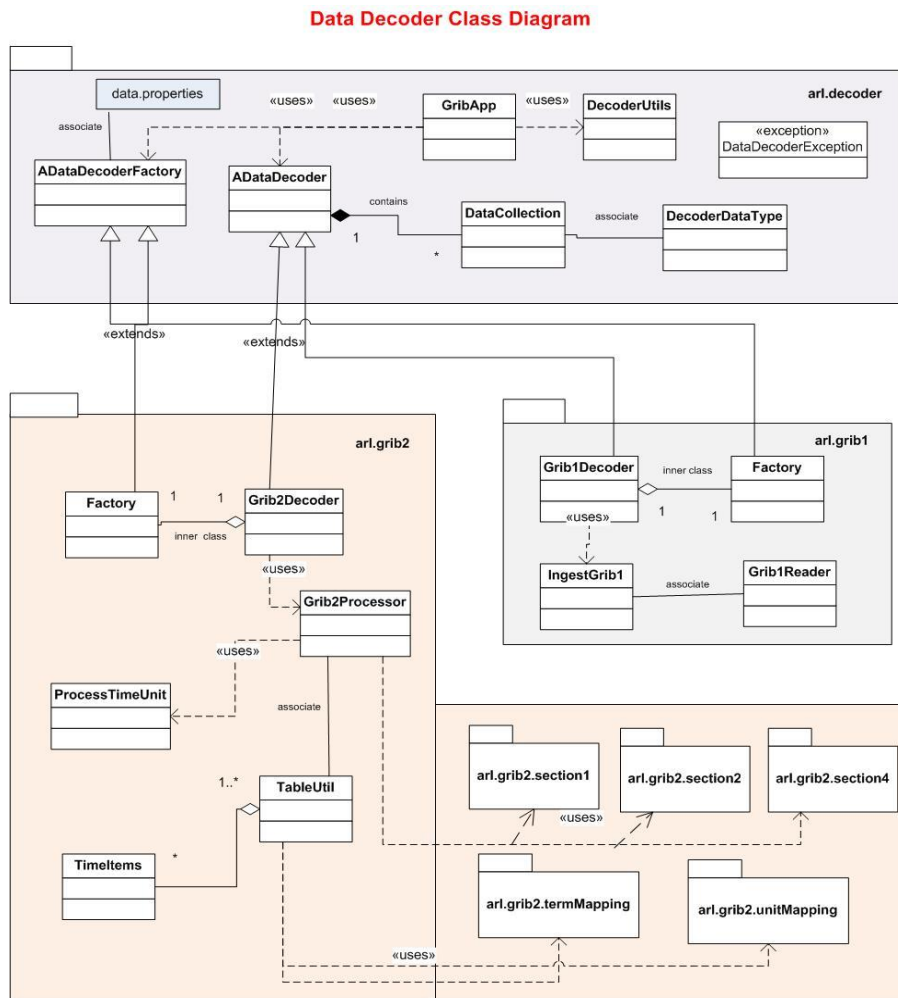 Data Decoder Class Diagram
arl.decoder
data.properties
«uses» «uses»
GribApp
«uses»
DecoderUtils
«exception»
DataDecoderException
associate
ADataDecoderFactory
ADataDecoder
contains
1
*
DataCollection
associate
DecoderDataType
«extends»
«extends»
arl.grib2
arl.grib1
Factory
1
1
inner class
Grib2Decoder
Grib1Decoder
inner class
1
1
Factory
«uses»
«uses»
IngestGrib1
associate
Grib1Reader
Grib2Processor
«uses»
ProcessTimeUnit
associate
1..*
TableUtil
*
TimeItems
arl.grib2.section1
arl.grib2.section2
arl.grib2.section4
«uses»
arl.grib2.termMapping
arl.grib2.unitMapping
«uses»